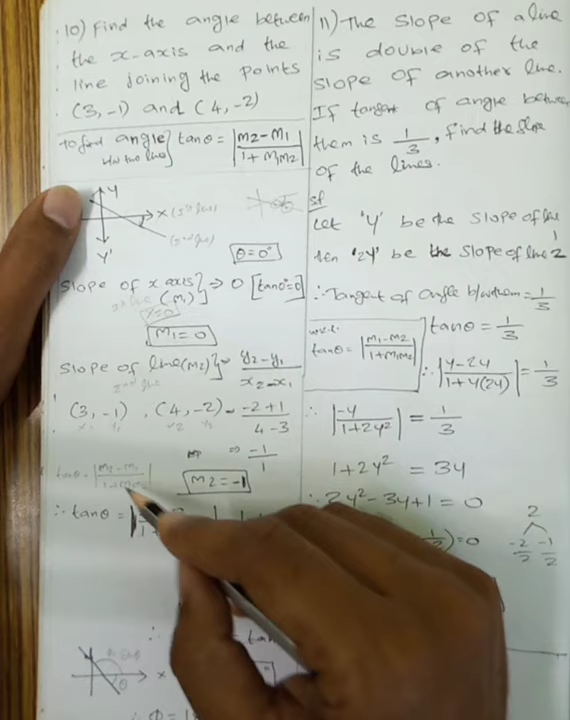 10) Find the angle between
the x-axis and the
line joining the points
(3, -1) and (4, -2)
To find angle
b/w two lines} tanθ = |m2 - m1 / 1 + m1m2|
Y
X
Y'
θ = 0°
Slope of x axis} ⇒ 0 [tan0° = 0]
(m1)
m1 = 0
Slope of line(m2)} ⇒ y2 - y1 / x2 - x1
(3, -1), (4, -2) = -2 + 1 / 4 - 3
x1 y1 x2 y2
⇒ -1 / 1
m2 = -1
tanθ = |m2 - m1 / 1 + m1m2|
∴ tanθ =
θ
11) The slope of a line
is double of the
slope of another line.
If tangent of angle between
them is 1/3, find the slope
of the lines.
Let 'y' be the slope of line
1
'2y' be the slope of line 2
∴ Tangent of angle b/w them = 1/3
w.k.t
tanθ = |m1 - m2 / 1 + m1m2|
tanθ = 1/3
∴ |y - 2y / 1 + y(2y)| = 1/3
∴ |-y / 1 + 2y²| = 1/3
1 + 2y² = 3y
∴ 2y² - 3y + 1 = 0
2
-2/2 -1/2
= 0